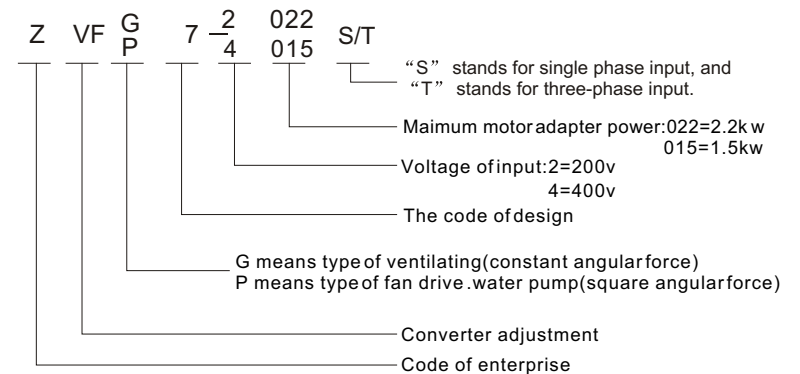 Z VF G 7 - 2 022 S/T
P 4 015
“S” stands for single phase input, and
“T” stands for three-phase input.
Maimum motor adapter power:022=2.2k w
015=1.5kw
Voltage of input:2=200v
4=400v
The code of design
G means type of ventilating(constant angular force)
P means type of fan drive.water pump(square angular force)
Converter adjustment
Code of enterprise